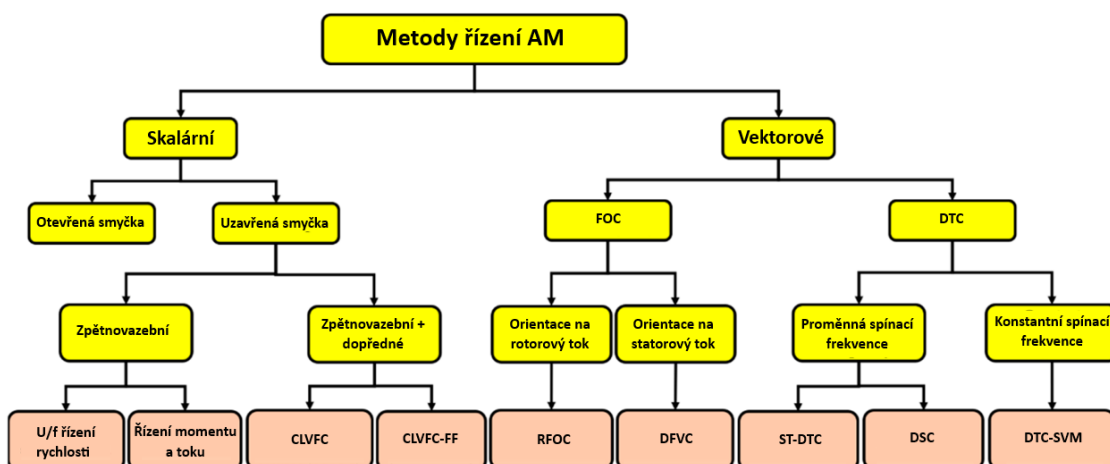 Metody řízení AM
Skalární
Vektorové
Otevřená smyčka
Uzavřená smyčka
FOC
DTC
Zpětnovazební
Zpětnovazební +
dopředné
Orientace na
rotorový tok
Orientace na
statorový tok
Proměnná spínací
frekvence
Konstantní spínací
frekvence
U/f řízení
rychlosti
Řízení momentu
a toku
CLVFC
CLVFC-FF
RFOC
DFVC
ST-DTC
DSC
DTC-SVM